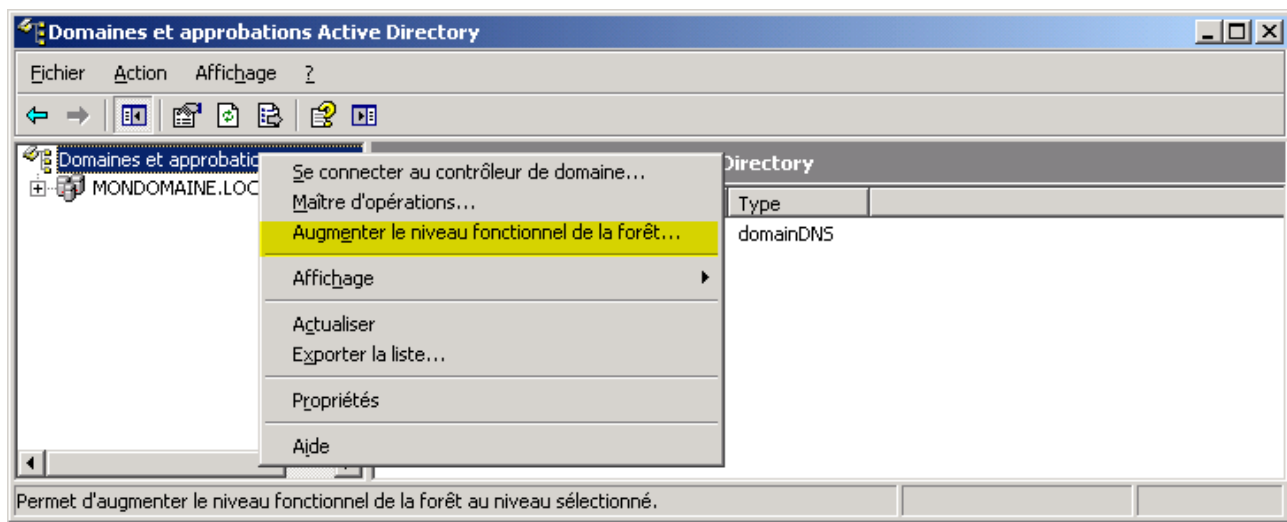 Domaines et approbations Active Directory
Fichier Action Affichage ?
Domaines et approbatio
Directory
MONDOMAINE.LOC
Type
domainDNS
Se connecter au contrôleur de domaine...
Maître d'opérations...
Augmenter le niveau fonctionnel de la forêt...
Affichage
Actualiser
Exporter la liste...
Propriétés
Aide
Permet d'augmenter le niveau fonctionnel de la forêt au niveau sélectionné.